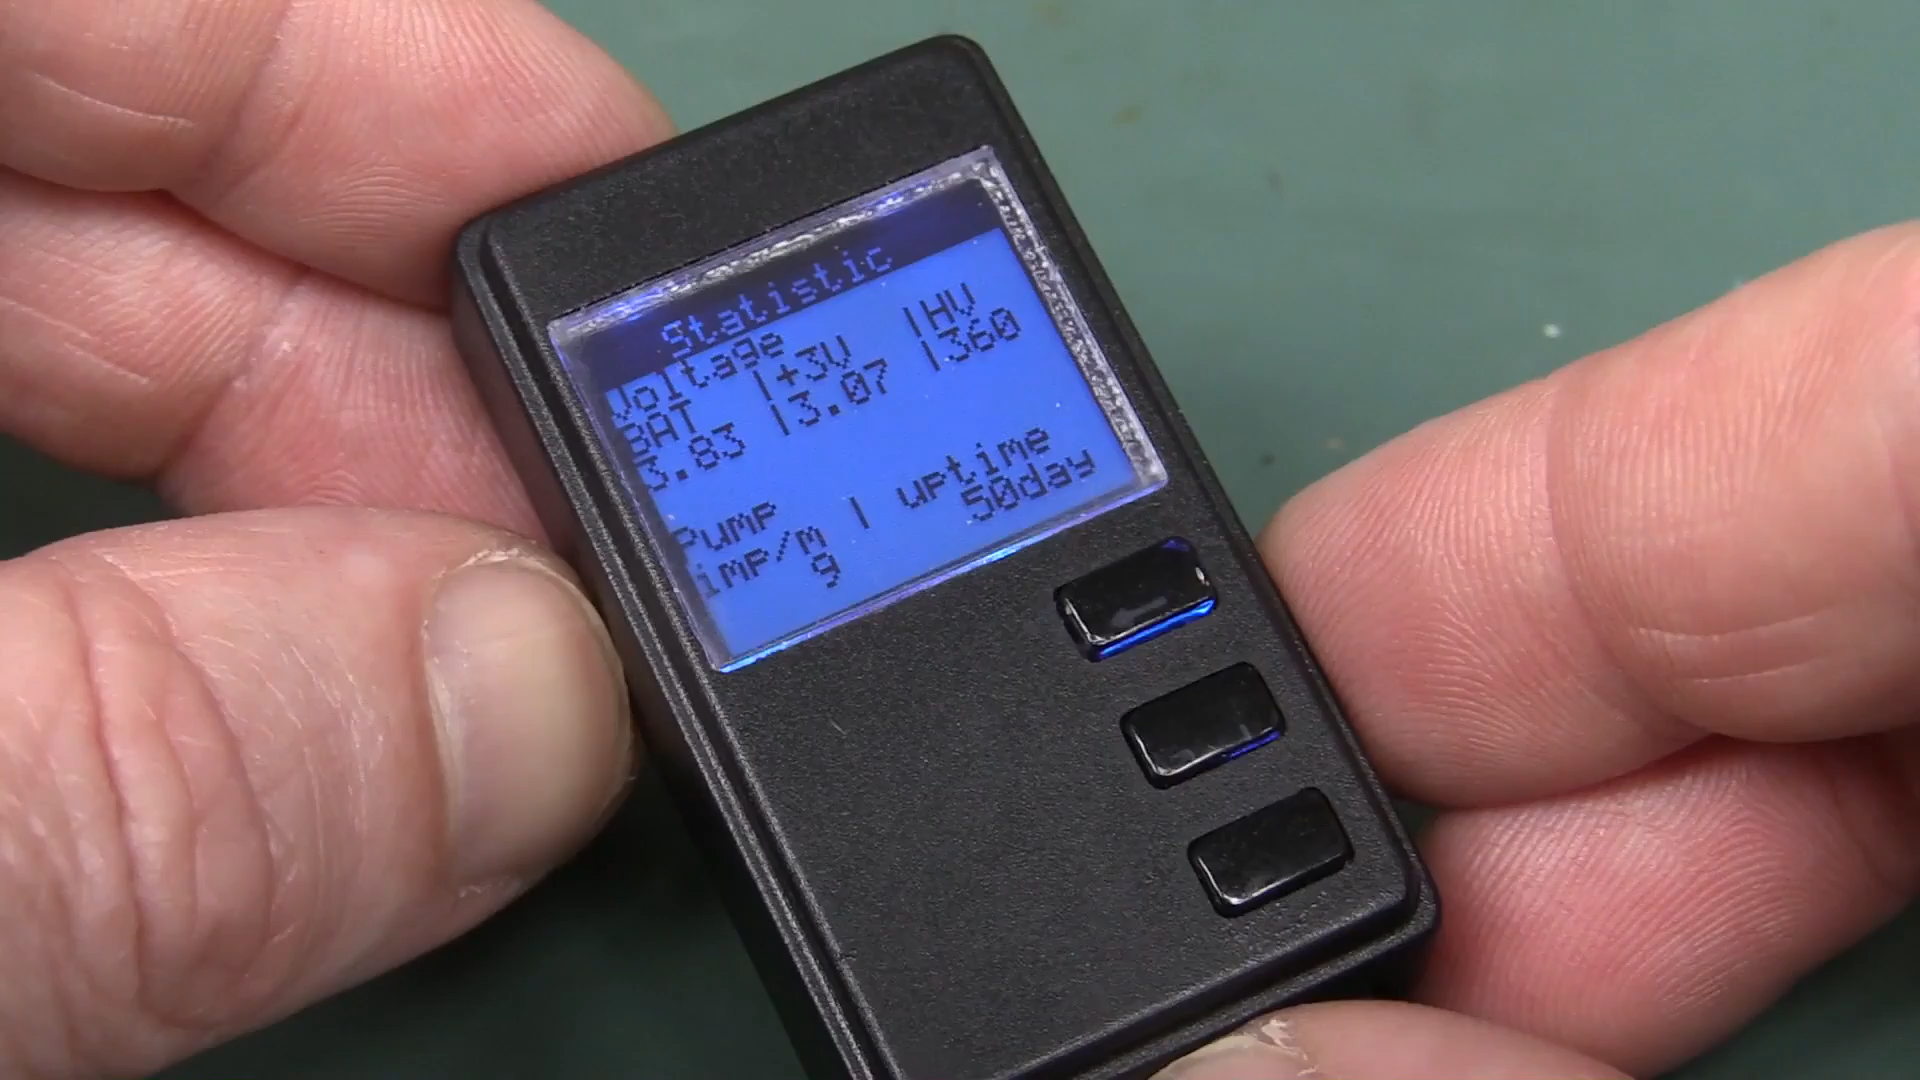 Statistic
Voltage
BAT |+3V |HV
3.83 |3.07 |360
Pump | uptime
imp/m 50day
9